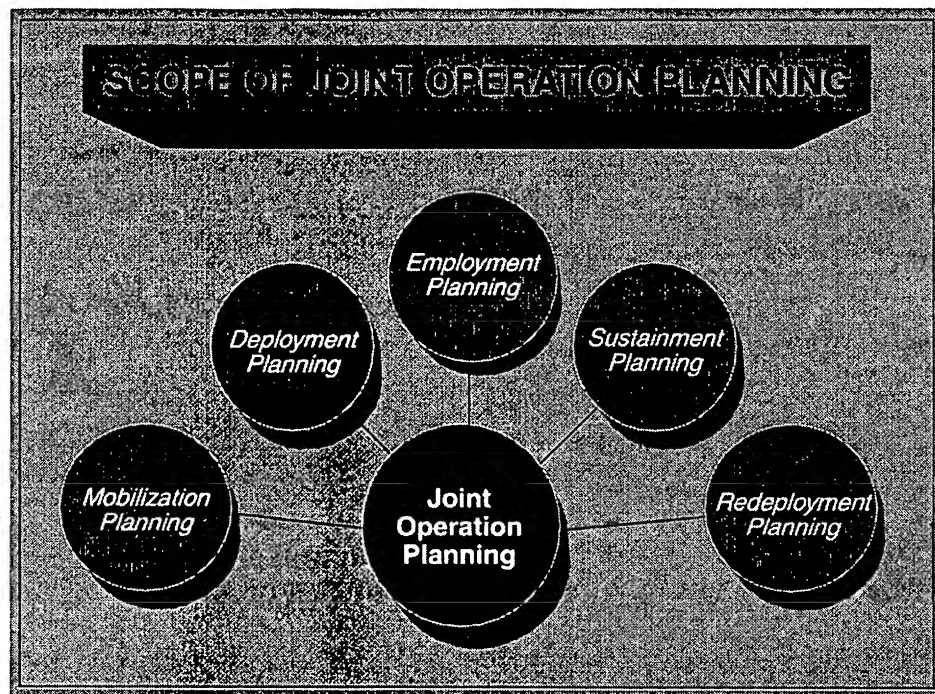 SCOPE OF JOINT OPERATION PLANNING
Employment
Planning
Deployment
Planning
Sustainment
Planning
Mobilization
Planning
Joint
Operation
Planning
Redeployment
Planning